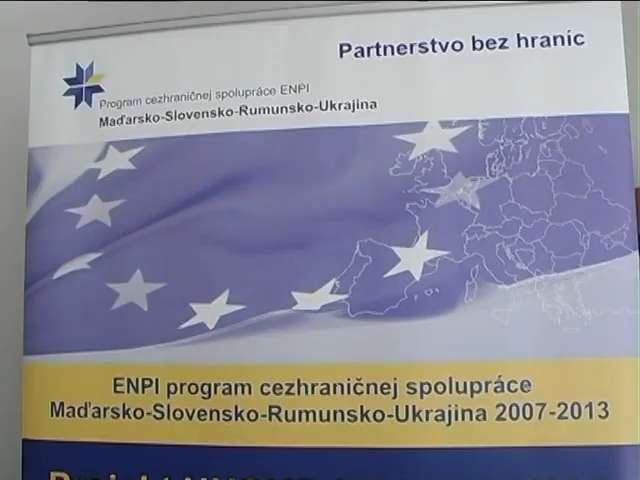 Partnerstvo bez hraníc
Program cezhraničnej spolupráce ENPI
Maďarsko-Slovensko-Rumunsko-Ukrajina
ENPI program cezhraničnej spolupráce
Maďarsko-Slovensko-Rumunsko-Ukrajina 2007-2013